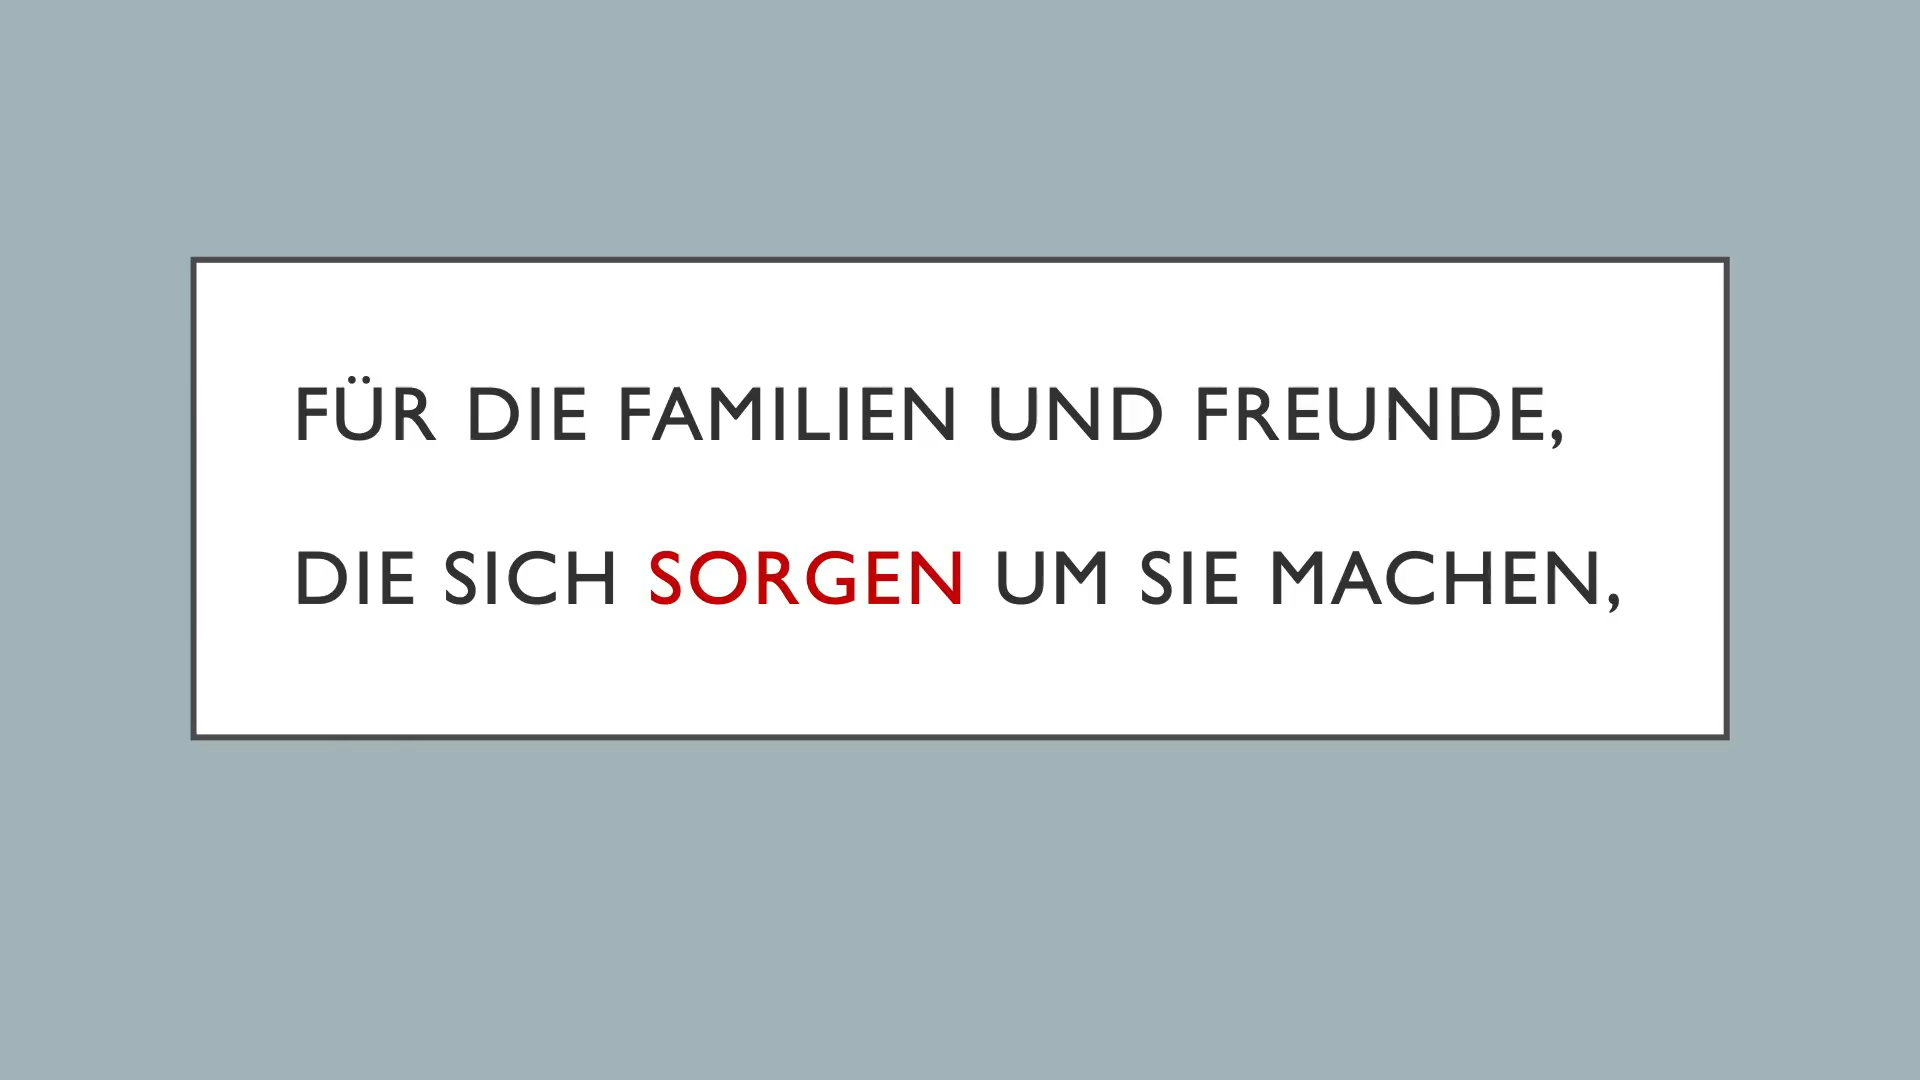 FÜR DIE FAMILIEN UND FREUNDE,
DIE SICH SORGEN UM SIE MACHEN,